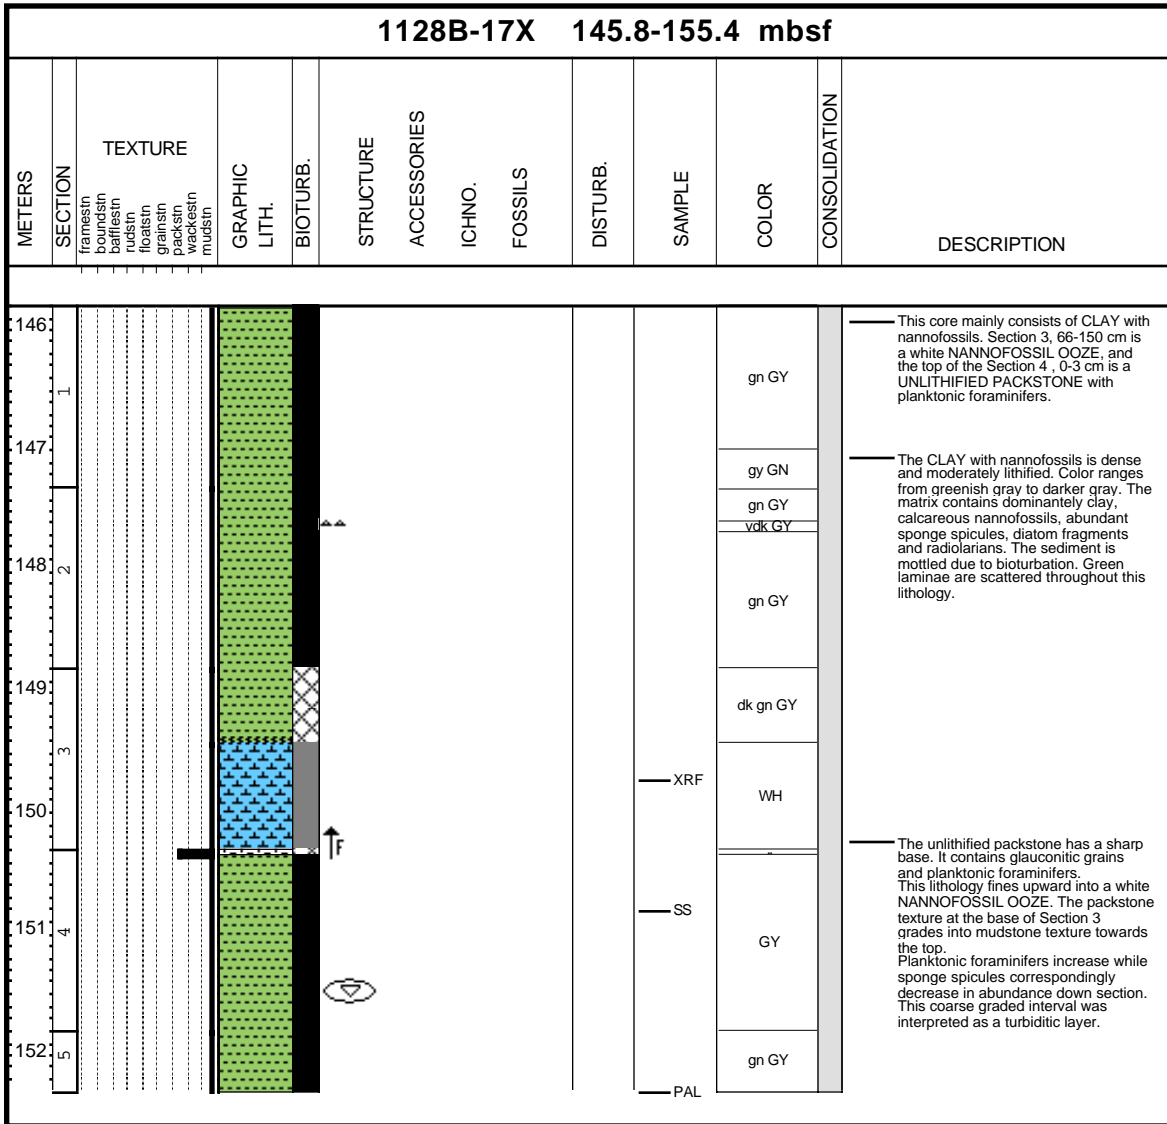 1128B-17X 145.8-155.4 mbsf
METERS
SECTION
TEXTURE
framestn
boundstn
bafflestn
rudstn
floatstn
grainstn
packstn
wackestn
mudstn
GRAPHIC
LITH.
BIOTURB.
STRUCTURE
ACCESSORIES
ICHNO.
FOSSILS
DISTURB.
SAMPLE
COLOR
CONSOLIDATION
DESCRIPTION
146
147
148
149
150
151
152
1
2
3
4
5
F
XRF
SS
PAL
gn GY
gy GN
gn GY
vdk GY
gn GY
dk gn GY
WH
GY
gn GY
This core mainly consists of CLAY with
nannofossils. Section 3, 66-150 cm is
a white NANNOFOSSIL OOZE, and
the top of the Section 4 , 0-3 cm is a
UNLITHIFIED PACKSTONE with
planktonic foraminifers.
The CLAY with nannofossils is dense
and moderately lithified. Color ranges
from greenish gray to darker gray. The
matrix contains dominantely clay,
calcareous nannofossils, abundant
sponge spicules, diatom fragments
and radiolarians. The sediment is
mottled due to bioturbation. Green
laminae are scattered throughout this
lithology.
The unlithified packstone has a sharp
base. It contains glauconitic grains
and planktonic foraminifers.
This lithology fines upward into a white
NANNOFOSSIL OOZE. The packstone
texture at the base of Section 3
grades into mudstone texture towards
the top.
Planktonic foraminifers increase while
sponge spicules correspondingly
decrease in abundance down section.
This coarse graded interval was
interpreted as a turbiditic layer.